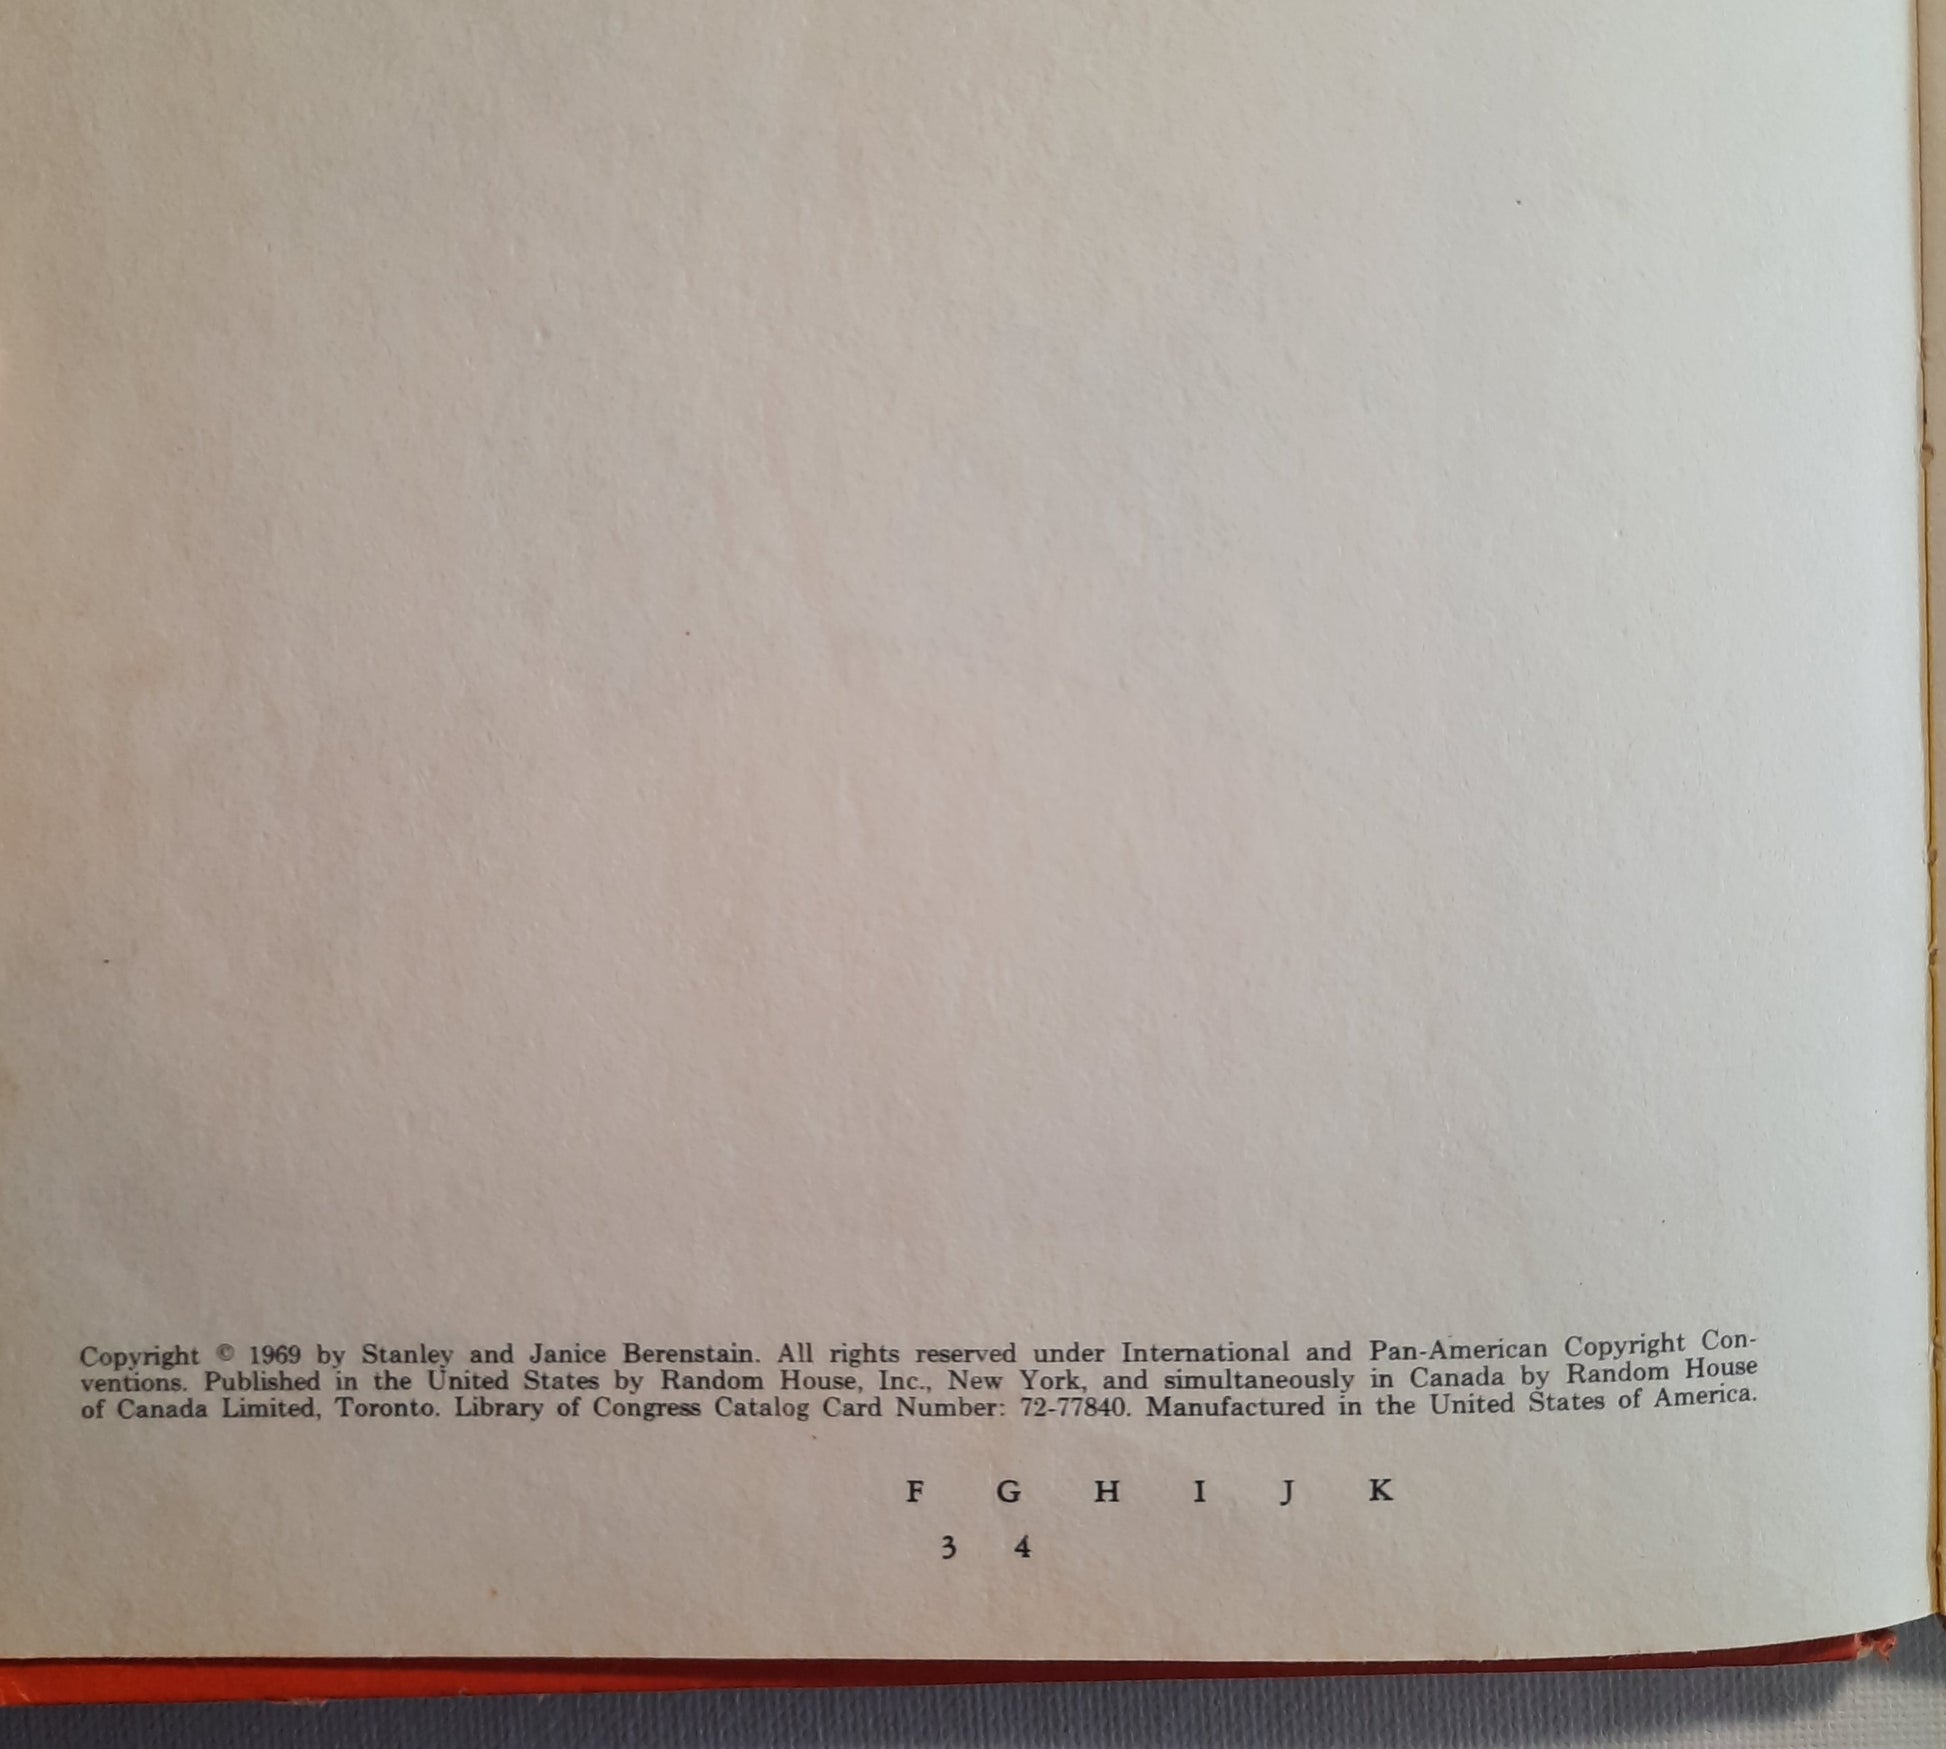 Copyright © 1969 by Stanley and Janice Berenstain. All rights reserved under International and Pan-American Copyright Con-
ventions. Published in the United States by Random House, Inc., New York, and simultaneously in Canada by Random House
of Canada Limited, Toronto. Library of Congress Catalog Card Number: 72-77840. Manufactured in the United States of America.
F G H I J K
3 4